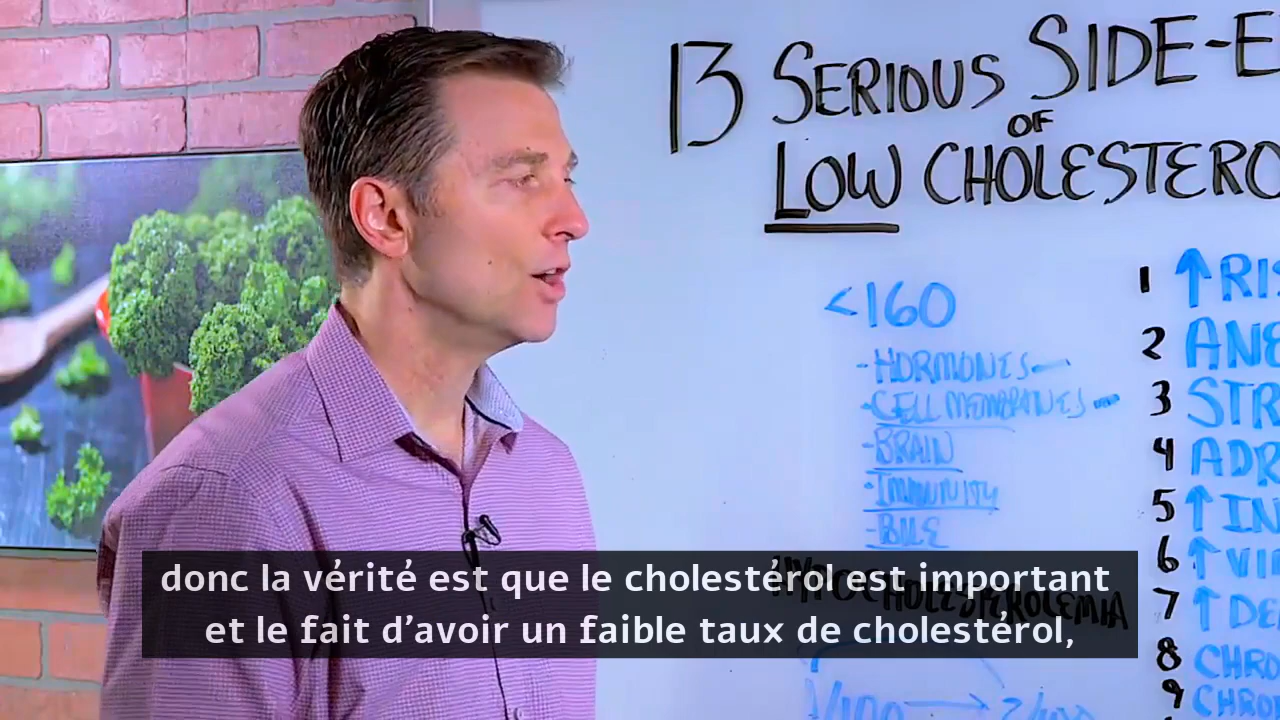 13 SERIOUS SIDE-E
OF
LOW CHOLESTERO
<160
-HORMONES
-CELL MEMBRANES
-BRAIN
-IMMUNITY
-BILE
HYPOCHOLESTEROLEMIA
1 ↑RIS
2 ANE
3 STR
4 ADR
5 ↑IN
6 ↑VI
7 ↑DE
8 CHRO
9 CHRO
donc la vérité est que le cholestérol est important
et le fait d'avoir un faible taux de cholestérol,